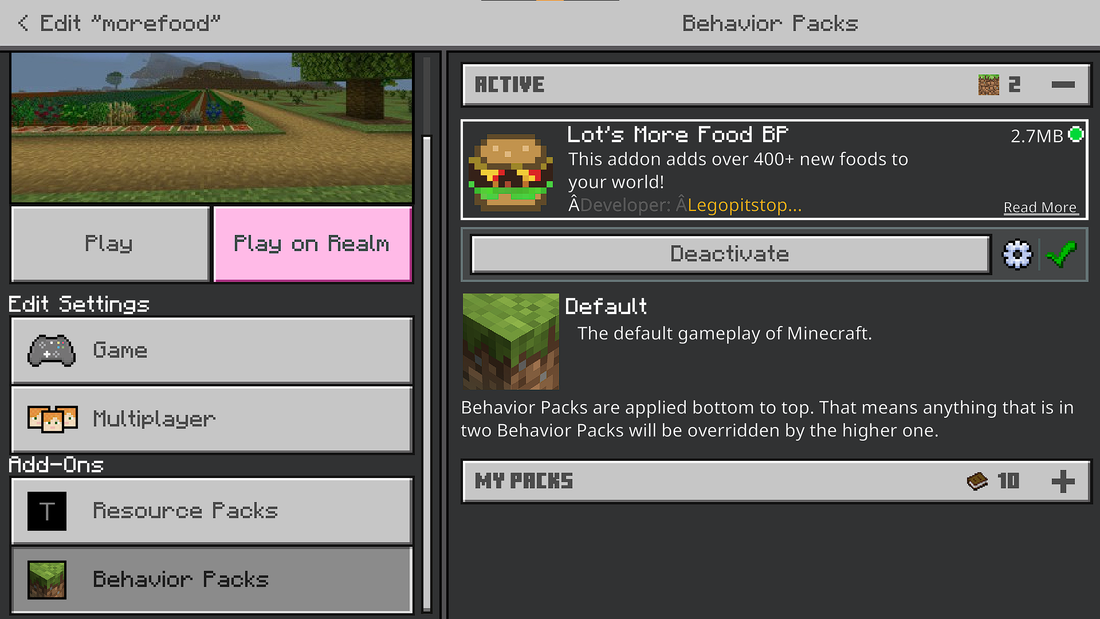 < Edit "morefood"
Behavior Packs
Play
Play on Realm
Edit Settings
Game
Multiplayer
Add-Ons
T
Resource Packs
Behavior Packs
ACTIVE
2
Lot's More Food BP
2.7MB
This addon adds over 400+ new foods to
your world!
ÂDeveloper: ÂLegopitstop...
Read More
Deactivate
Default
The default gameplay of Minecraft.
Behavior Packs are applied bottom to top. That means anything that is in
two Behavior Packs will be overridden by the higher one.
MY PACKS
10